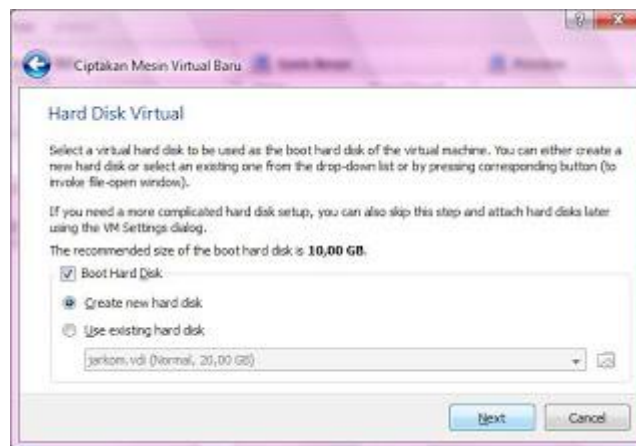 Ciptakan Mesin Virtual Baru
Hard Disk Virtual
Select a virtual hard disk to be used as the boot hard disk of the virtual machine. You can either create a
new hard disk or select an existing one from the drop-down list or by pressing corresponding button (to
invoke file-open window).
If you need a more complicated hard disk setup, you can also skip this step and attach hard disks later
using the VM Settings dialog.
The recommended size of the boot hard disk is 10,00 GB.
Boot Hard Disk
Create new hard disk
Use existing hard disk
jarkom.vdi (Normal, 20,00 GB)
Next Cancel